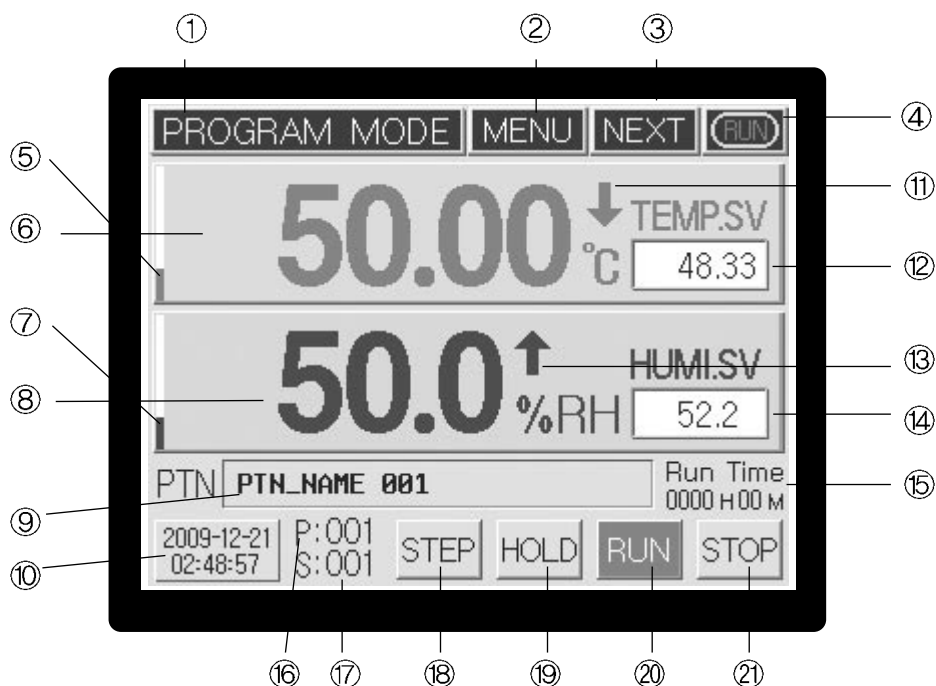 ① ② ③
④
PROGRAM MODE MENU NEXT RUN
⑤
⑥
50.00 ℃
⑪
TEMP.SV
48.33
⑫
⑦
⑧
50.0 %RH
⑬
HUMI.SV
52.2
⑭
PTN PTN_NAME 001
Run Time
0000 H 00 M
⑮
⑨
⑩
2009-12-21
02:48:57
P:001
S:001
STEP HOLD RUN STOP
⑯ ⑰ ⑱ ⑲ ⑳ ㉑